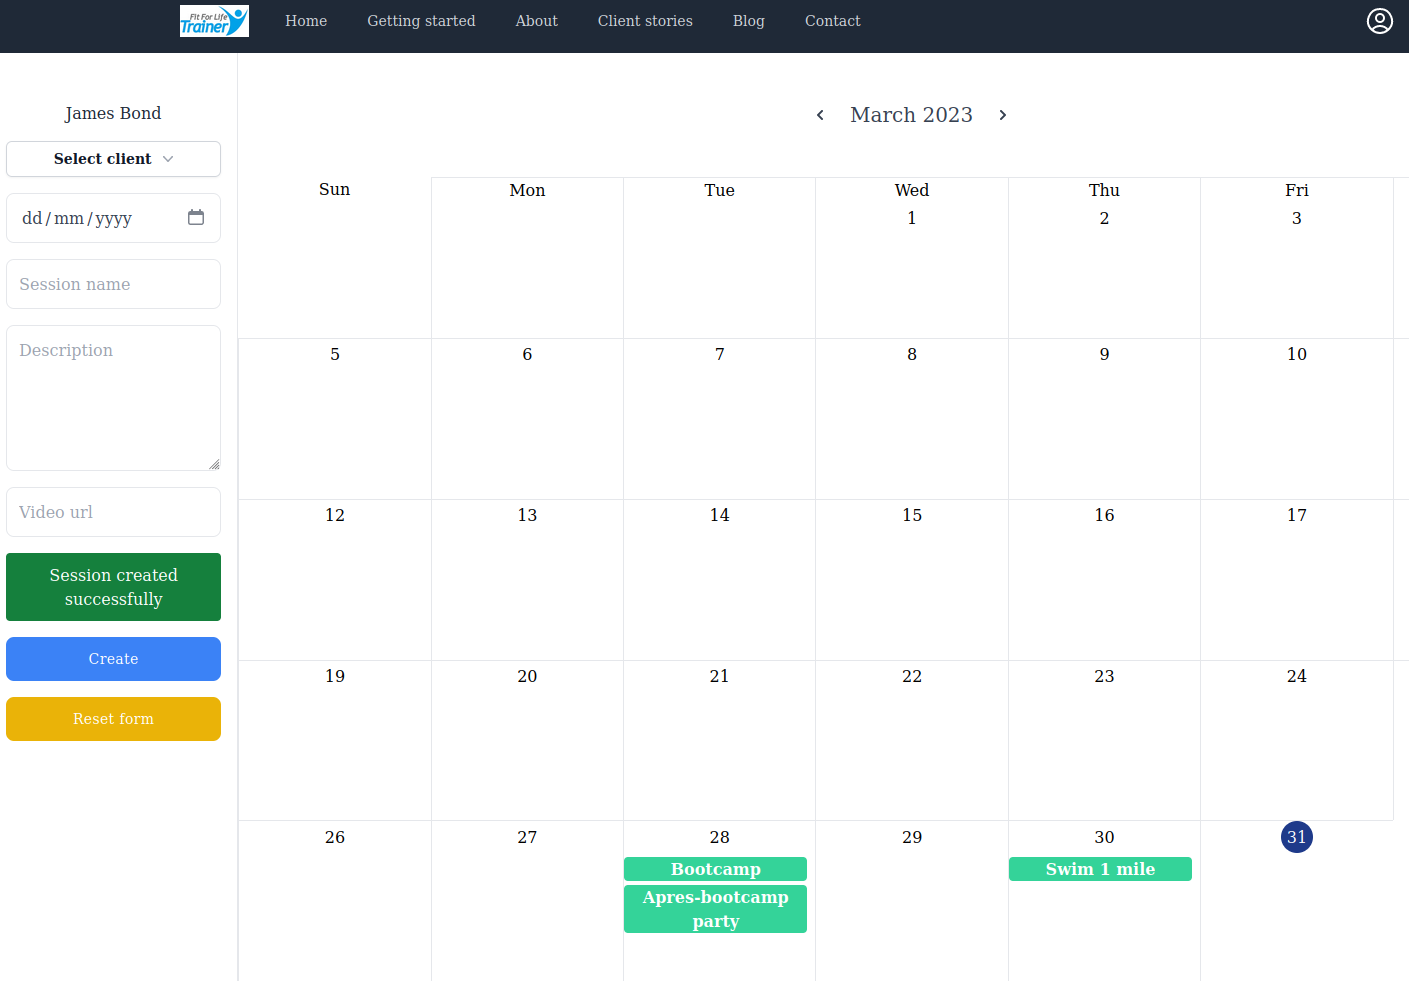 Fit For Life
Trainer
Home Getting started About Client stories Blog Contact
James Bond
Select client
dd/mm/yyyy
Session name
Description
Video url
Session created
successfully
Create
Reset form
March 2023
Sun Mon Tue Wed Thu Fri
1 2 3
5 6 7 8 9 10
12 13 14 15 16 17
19 20 21 22 23 24
26 27 28 29 30 31
Bootcamp Swim 1 mile
Apres-bootcamp
party